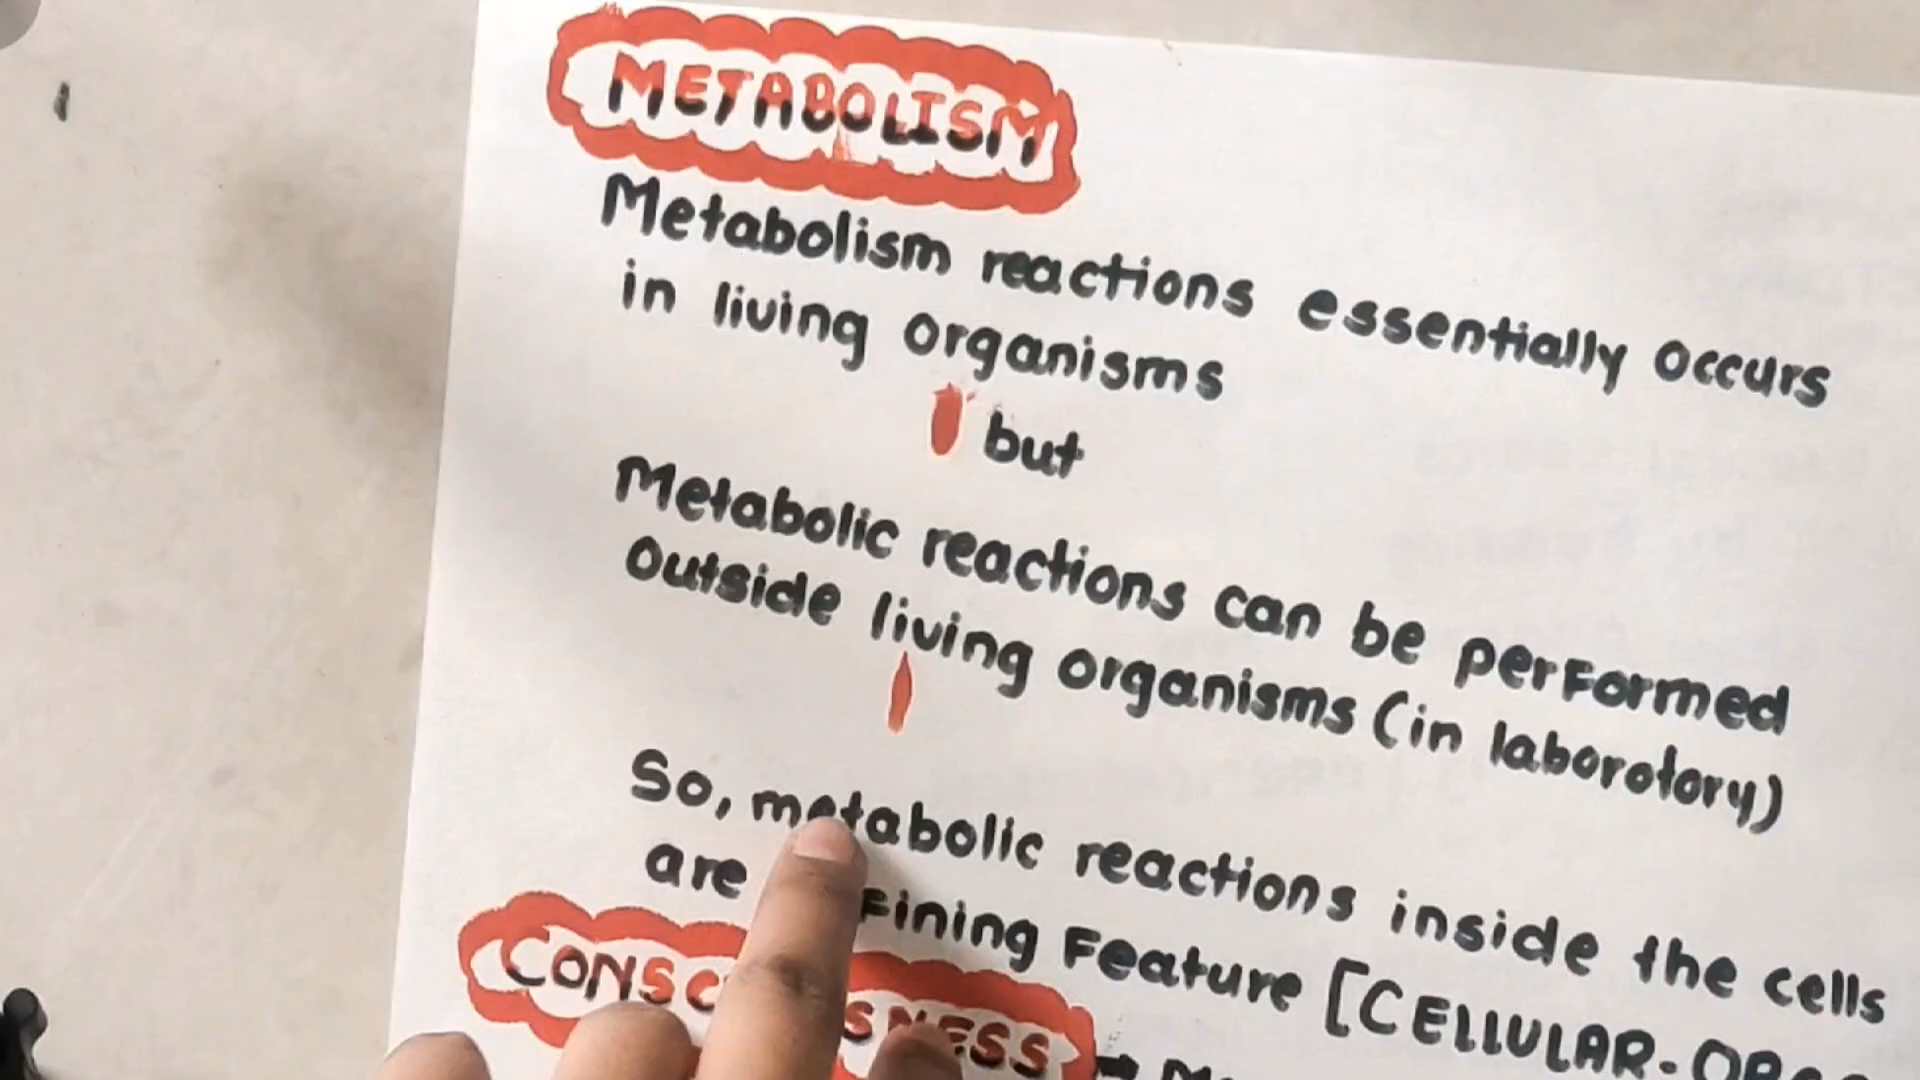 METABOLISM
Metabolism reactions essentially occurs
in living organisms
but
Metabolic reactions can be performed
outside living organisms (in laborotory)
So, metabolic reactions inside the cells
are Feature [CELLULAR.